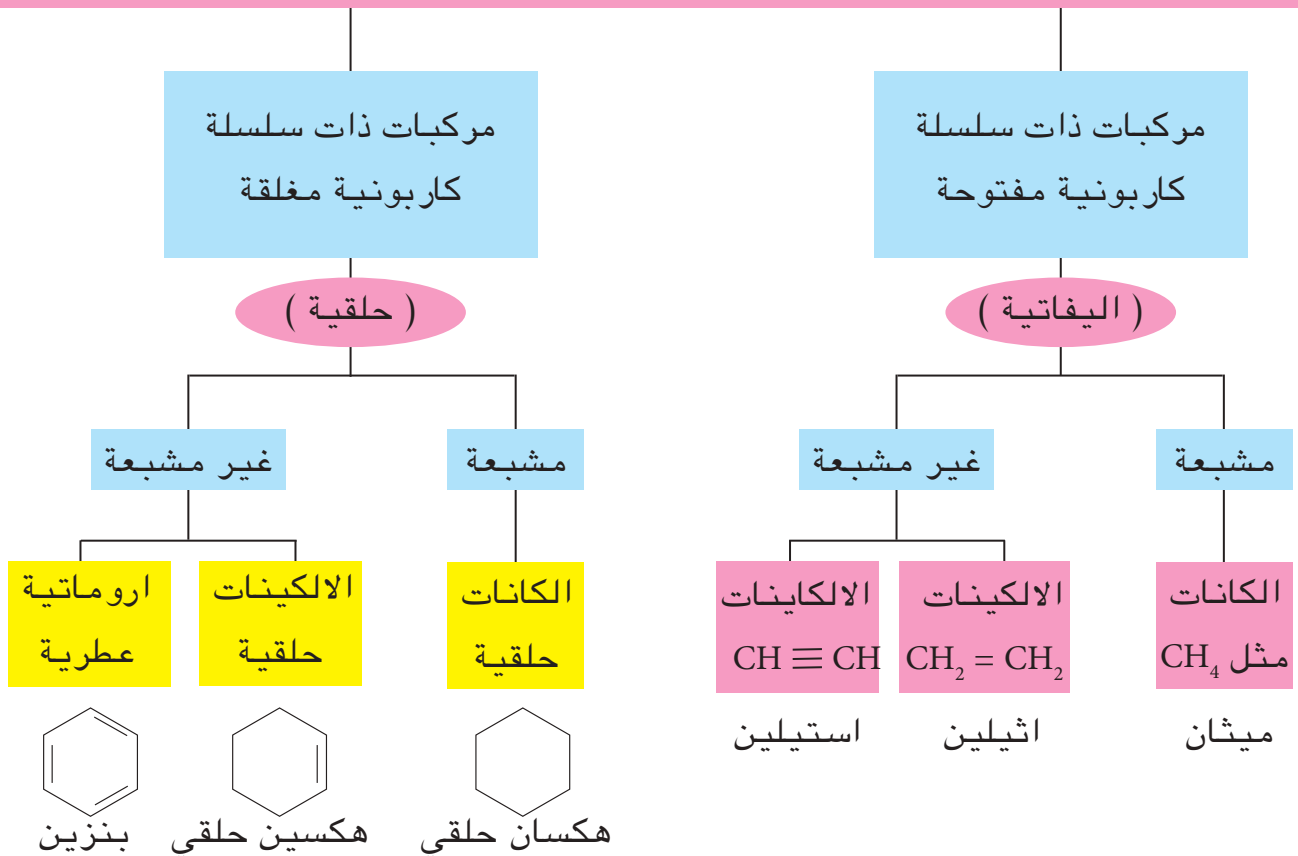 مركبات ذات سلسلة
كاربونية مفتوحة
( اليفاتية )
مشبعة
غير مشبعة
الكانات
مثل CH₄
ميثان
الالكينات
CH₂ = CH₂
اثيلين
الالكاينات
CH ≡ CH
استيلين
مركبات ذات سلسلة
كاربونية مغلقة
( حلقية )
مشبعة
غير مشبعة
الكانات
حلقية
هكسان حلقي
الالكينات
حلقية
هكسين حلقي
اروماتية
عطرية
بنزين